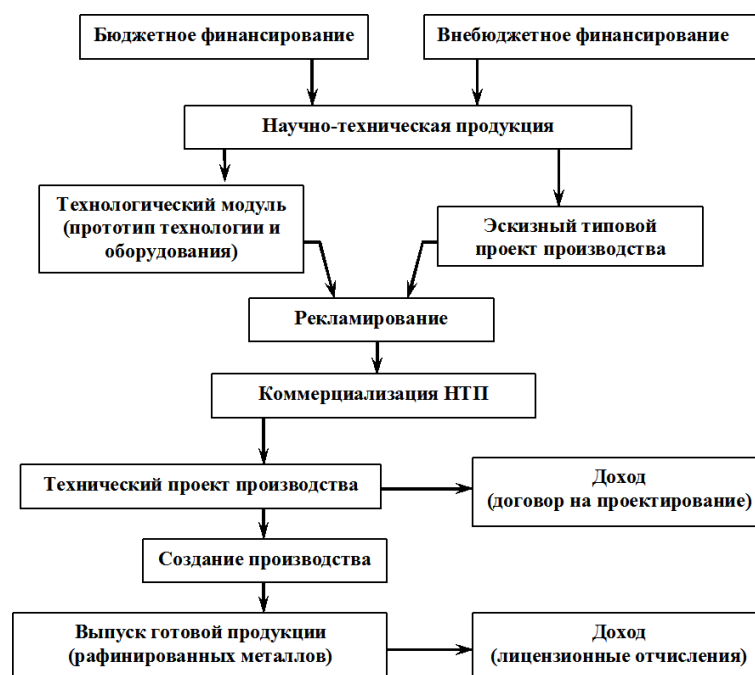 Бюджетное финансирование
Внебюджетное финансирование
Научно-техническая продукция
Технологический модуль
(прототип технологии и
оборудования)
Эскизный типовой
проект производства
Рекламирование
Коммерциализация НТП
Технический проект производства
Доход
(договор на проектирование)
Создание производства
Выпуск готовой продукции
(рафинированных металлов)
Доход
(лицензионные отчисления)